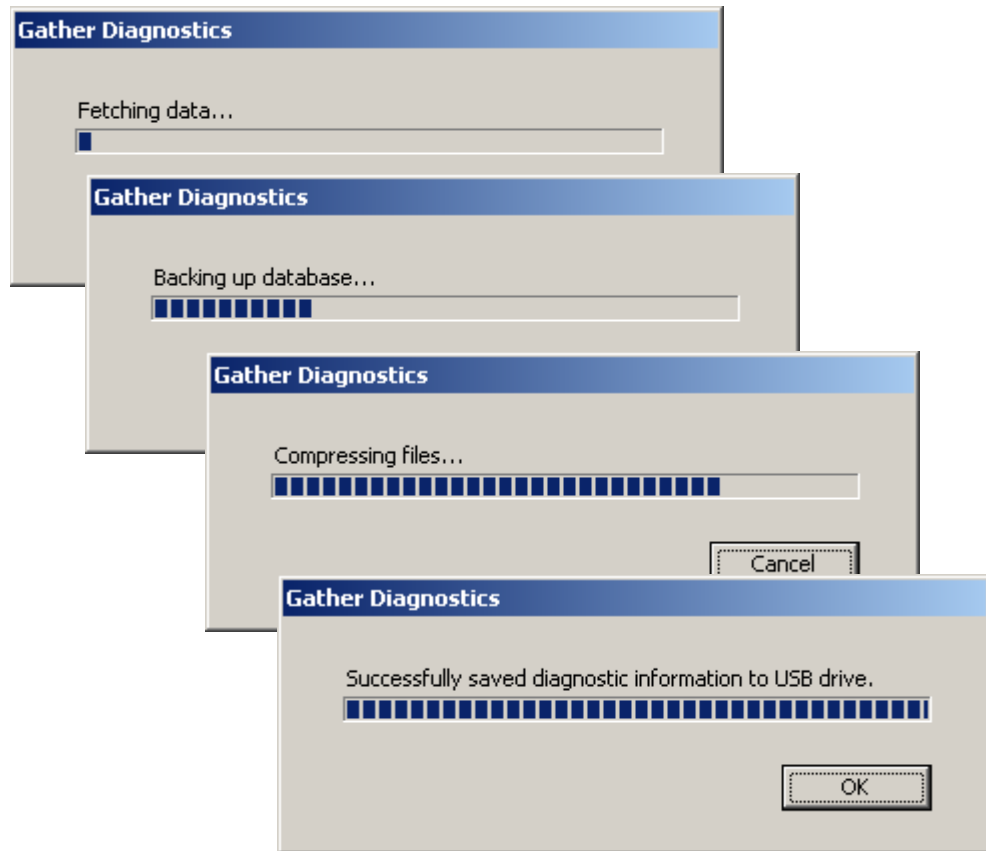 Gather Diagnostics
Fetching data...
Gather Diagnostics
Backing up database...
Gather Diagnostics
Compressing files...
Cancel
Gather Diagnostics
Successfully saved diagnostic information to USB drive.
OK